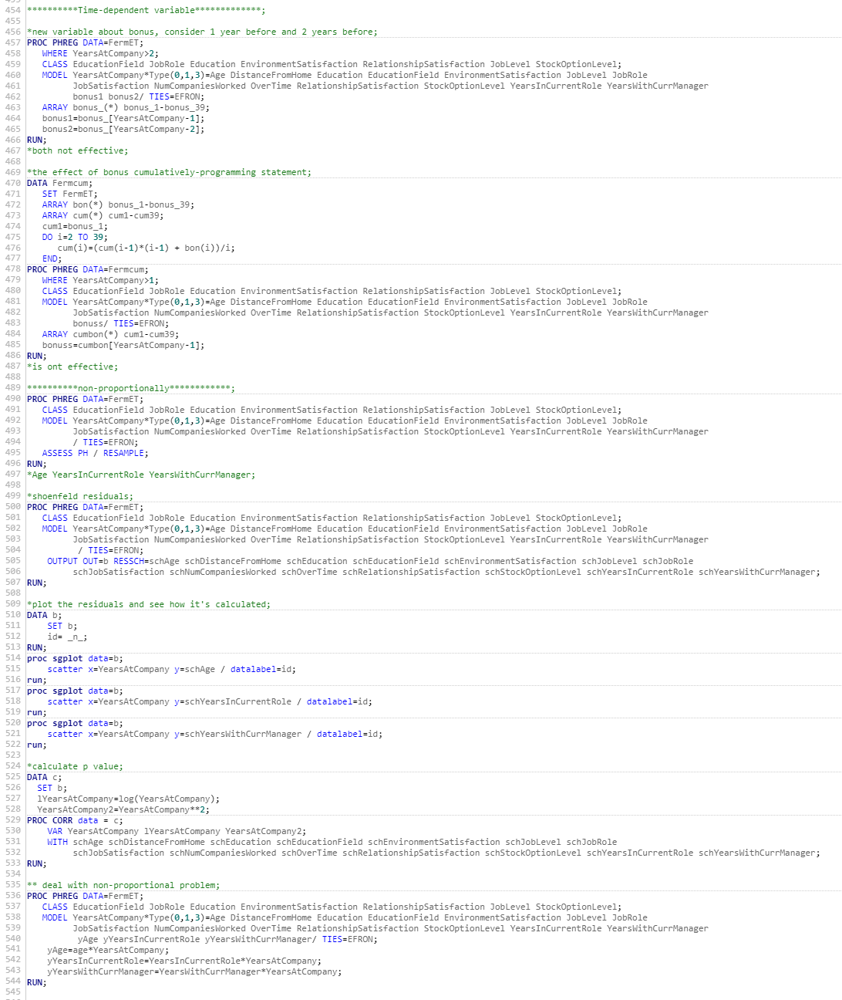 454 **********Time-dependent variable*************;
455
456 *new variable about bonus, consider 1 year before and 2 years before;
457 PROC PHREG DATA=FermET;
458 WHERE YearsAtCompany>2;
459 CLASS EducationField JobRole Education EnvironmentSatisfaction RelationshipSatisfaction JobLevel StockOptionLevel;
460 MODEL YearsAtCompany*Type(0,1,3)=Age DistanceFromHome Education EducationField EnvironmentSatisfaction JobLevel JobRole
461 JobSatisfaction NumCompaniesWorked OverTime RelationshipSatisfaction StockOptionLevel YearsInCurrentRole YearsWithCurrManager
462 bonus1 bonus2/ TIES=EFRON;
463 ARRAY bonus_(*) bonus_1-bonus_39;
464 bonus1=bonus_[YearsAtCompany-1];
465 bonus2=bonus_[YearsAtCompany-2];
466 RUN;
467 *both not effective;
468
469 *the effect of bonus cumulatively-programming statement;
470 DATA Fermcum;
471 SET FermET;
472 ARRAY bon(*) bonus_1-bonus_39;
473 ARRAY cum(*) cum1-cum39;
474 cum1=bonus_1;
475 DO i=2 TO 39;
476 cum(i)=(cum(i-1)*(i-1) + bon(i))/i;
477 END;
478 PROC PHREG DATA=Fermcum;
479 WHERE YearsAtCompany>1;
480 CLASS EducationField JobRole Education EnvironmentSatisfaction RelationshipSatisfaction JobLevel StockOptionLevel;
481 MODEL YearsAtCompany*Type(0,1,3)=Age DistanceFromHome Education EducationField EnvironmentSatisfaction JobLevel JobRole
482 JobSatisfaction NumCompaniesWorked OverTime RelationshipSatisfaction StockOptionLevel YearsInCurrentRole YearsWithCurrManager
483 bonuss/ TIES=EFRON;
484 ARRAY cumbon(*) cum1-cum39;
485 bonuss=cumbon[YearsAtCompany-1];
486 RUN;
487 *is ont effective;
488
489 **********non-proportionally************;
490 PROC PHREG DATA=FermET;
491 CLASS EducationField JobRole Education EnvironmentSatisfaction RelationshipSatisfaction JobLevel StockOptionLevel;
492 MODEL YearsAtCompany*Type(0,1,3)=Age DistanceFromHome Education EducationField EnvironmentSatisfaction JobLevel JobRole
493 JobSatisfaction NumCompaniesWorked OverTime RelationshipSatisfaction StockOptionLevel YearsInCurrentRole YearsWithCurrManager
494 / TIES=EFRON;
495 ASSESS PH / RESAMPLE;
496 RUN;
497 *Age YearsInCurrentRole YearsWithCurrManager;
498
499 *shoenfeld residuals;
500 PROC PHREG DATA=FermET;
501 CLASS EducationField JobRole Education EnvironmentSatisfaction RelationshipSatisfaction JobLevel StockOptionLevel;
502 MODEL YearsAtCompany*Type(0,1,3)=Age DistanceFromHome Education EducationField EnvironmentSatisfaction JobLevel JobRole
503 JobSatisfaction NumCompaniesWorked OverTime RelationshipSatisfaction StockOptionLevel YearsInCurrentRole YearsWithCurrManager
504 / TIES=EFRON;
505 OUTPUT OUT=b RESSCH=schAge schDistanceFromHome schEducation schEducationField schEnvironmentSatisfaction schJobLevel schJobRole
506 schJobSatisfaction schNumCompaniesWorked schOverTime schRelationshipSatisfaction schStockOptionLevel schYearsInCurrentRole schYearsWithCurrManager;
507 RUN;
508
509 *plot the residuals and see how it's calculated;
510 DATA b;
511 SET b;
512 id= _n_;
513 RUN;
514 proc sgplot data=b;
515 scatter x=YearsAtCompany y=schAge / datalabel=id;
516 run;
517 proc sgplot data=b;
518 scatter x=YearsAtCompany y=schYearsInCurrentRole / datalabel=id;
519 run;
520 proc sgplot data=b;
521 scatter x=YearsAtCompany y=schYearsWithCurrManager / datalabel=id;
522 run;
523
524 *calculate p value;
525 DATA c;
526 SET b;
527 lYearsAtCompany=log(YearsAtCompany);
528 YearsAtCompany2=YearsAtCompany**2;
529 PROC CORR data = c;
530 VAR YearsAtCompany lYearsAtCompany YearsAtCompany2;
531 WITH schAge schDistanceFromHome schEducation schEducationField schEnvironmentSatisfaction schJobLevel schJobRole
532 schJobSatisfaction schNumCompaniesWorked schOverTime schRelationshipSatisfaction schStockOptionLevel schYearsInCurrentRole schYearsWithCurrManager;
533 RUN;
534
535 ** deal with non-proportional problem;
536 PROC PHREG DATA=FermET;
537 CLASS EducationField JobRole Education EnvironmentSatisfaction RelationshipSatisfaction JobLevel StockOptionLevel;
538 MODEL YearsAtCompany*Type(0,1,3)=Age DistanceFromHome Education EducationField EnvironmentSatisfaction JobLevel JobRole
539 JobSatisfaction NumCompaniesWorked OverTime RelationshipSatisfaction StockOptionLevel YearsInCurrentRole YearsWithCurrManager
540 yAge yYearsInCurrentRole yYearsWithCurrManager/ TIES=EFRON;
541 yAge=age*YearsAtCompany;
542 yYearsInCurrentRole=YearsInCurrentRole*YearsAtCompany;
543 yYearsWithCurrManager=YearsWithCurrManager*YearsAtCompany;
544 RUN;
545